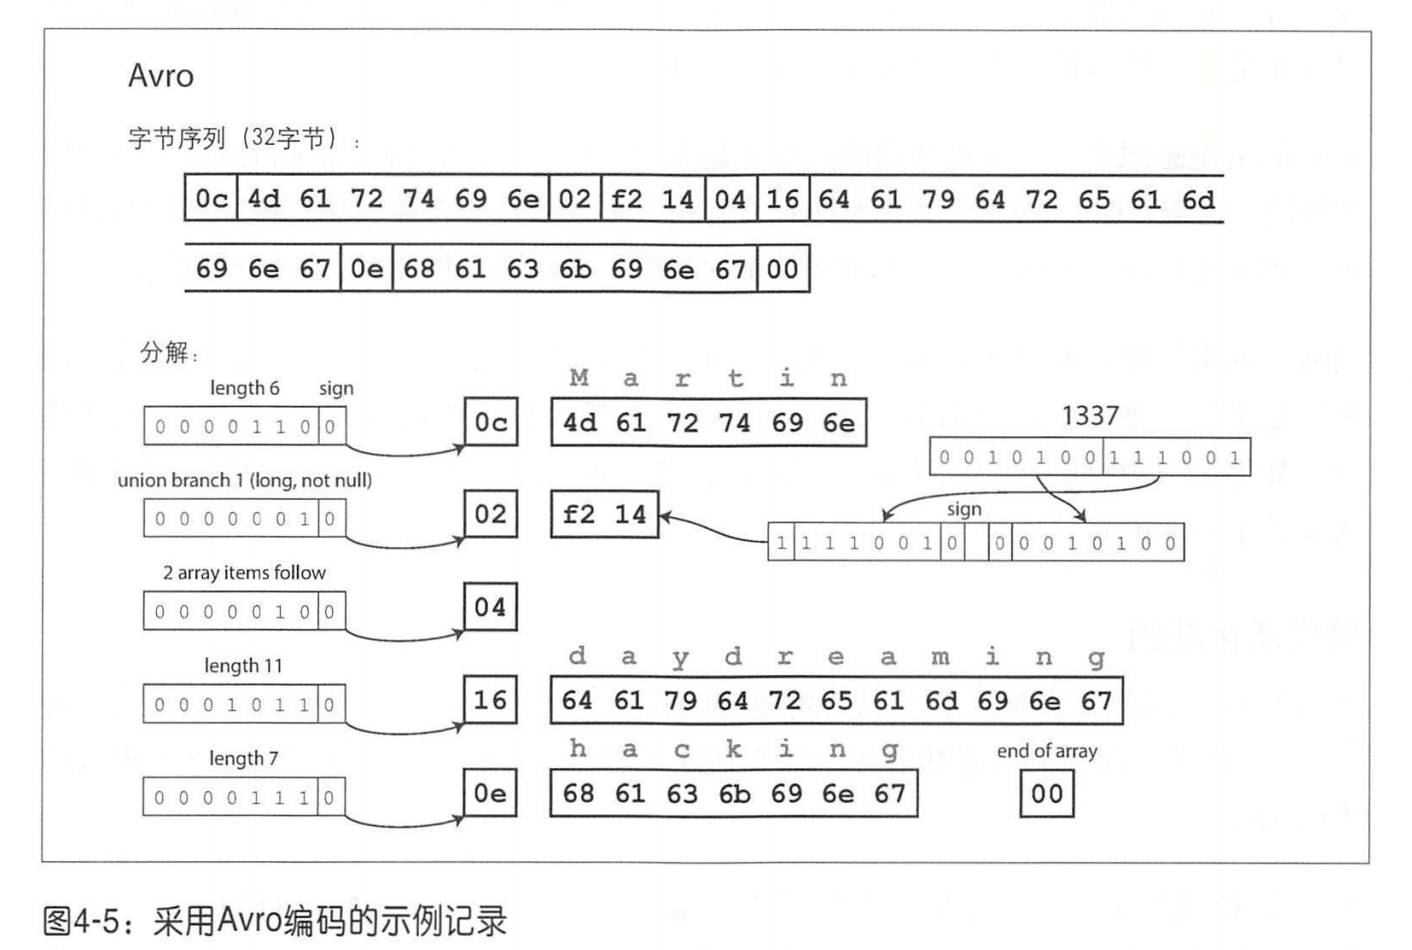 Avro
字节序列（32字节）：
0c 4d 61 72 74 69 6e 02 f2 14 04 16 64 61 79 64 72 65 61 6d
69 6e 67 0e 68 61 63 6b 69 6e 67 00
分解：
length 6 sign
0 0 0 0 1 1 0 0
0c
M a r t i n
4d 61 72 74 69 6e
1337
0 0 1 0 1 0 0 1 1 1 0 0 1
union branch 1 (long, not null)
0 0 0 0 0 0 1 0
02
f2 14
sign
1 1 1 1 0 0 1 0 0 0 0 1 0 1 0 0
2 array items follow
0 0 0 0 0 1 0 0
04
length 11
0 0 0 1 0 1 1 0
16
d a y d r e a m i n g
64 61 79 64 72 65 61 6d 69 6e 67
length 7
0 0 0 0 1 1 1 0
0e
h a c k i n g
68 61 63 6b 69 6e 67
end of array
00
图4-5：采用Avro编码的示例记录